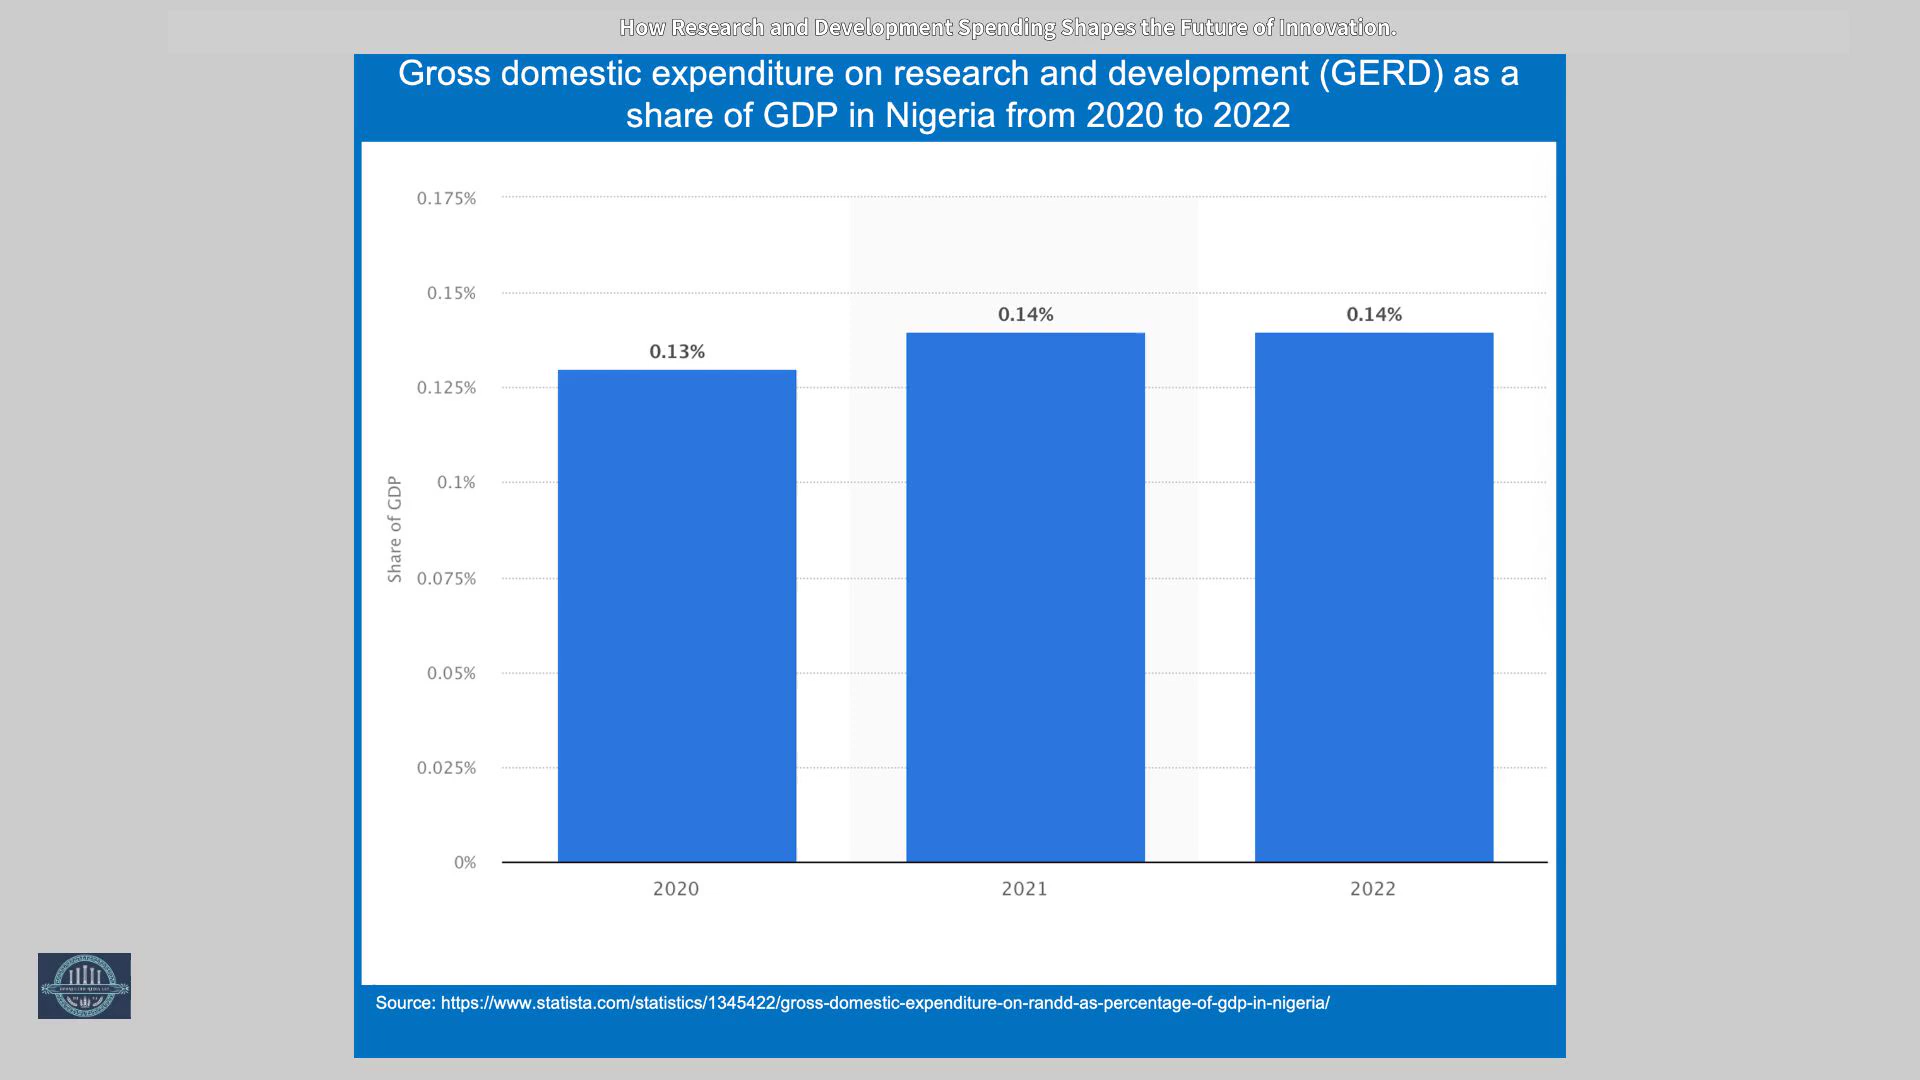 How Research and Development Spending Shapes the Future of Innovation.
Gross domestic expenditure on research and development (GERD) as a
share of GDP in Nigeria from 2020 to 2022
0.175%
0.15%
0.125%
0.1%
0.075%
0.05%
0.025%
0%
Share of GDP
0.13%
0.14%
0.14%
2020
2021
2022
Source: https://www.statista.com/statistics/1345422/gross-domestic-expenditure-on-randd-as-percentage-of-gdp-in-nigeria/